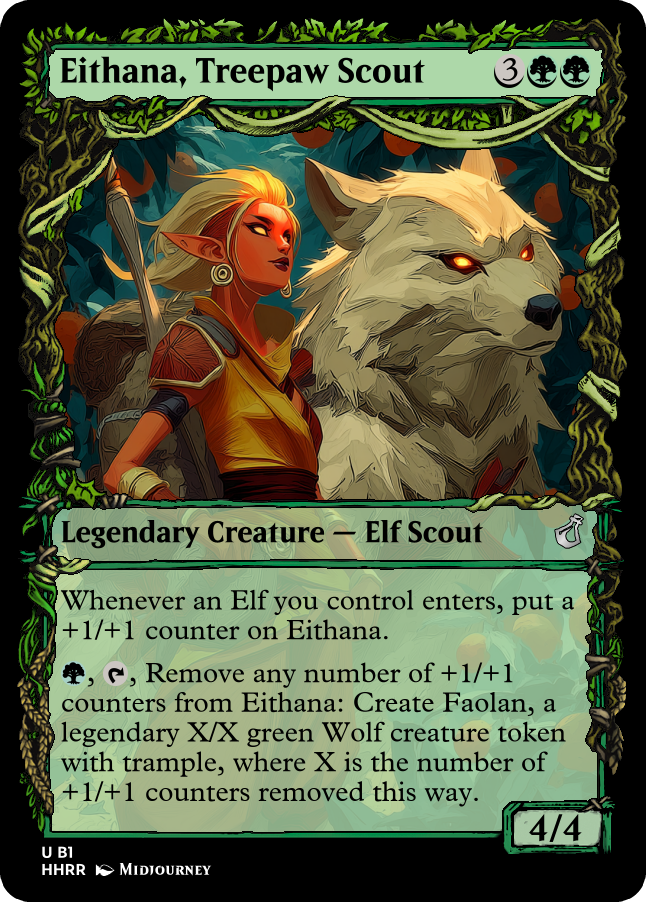 Eithana, Treepaw Scout 3
Legendary Creature — Elf Scout
Whenever an Elf you control enters, put a
+1/+1 counter on Eithana.
, , Remove any number of +1/+1
counters from Eithana: Create Faolan, a
legendary X/X green Wolf creature token
with trample, where X is the number of
+1/+1 counters removed this way.
4/4
U B1
HHRR MIDJOURNEY